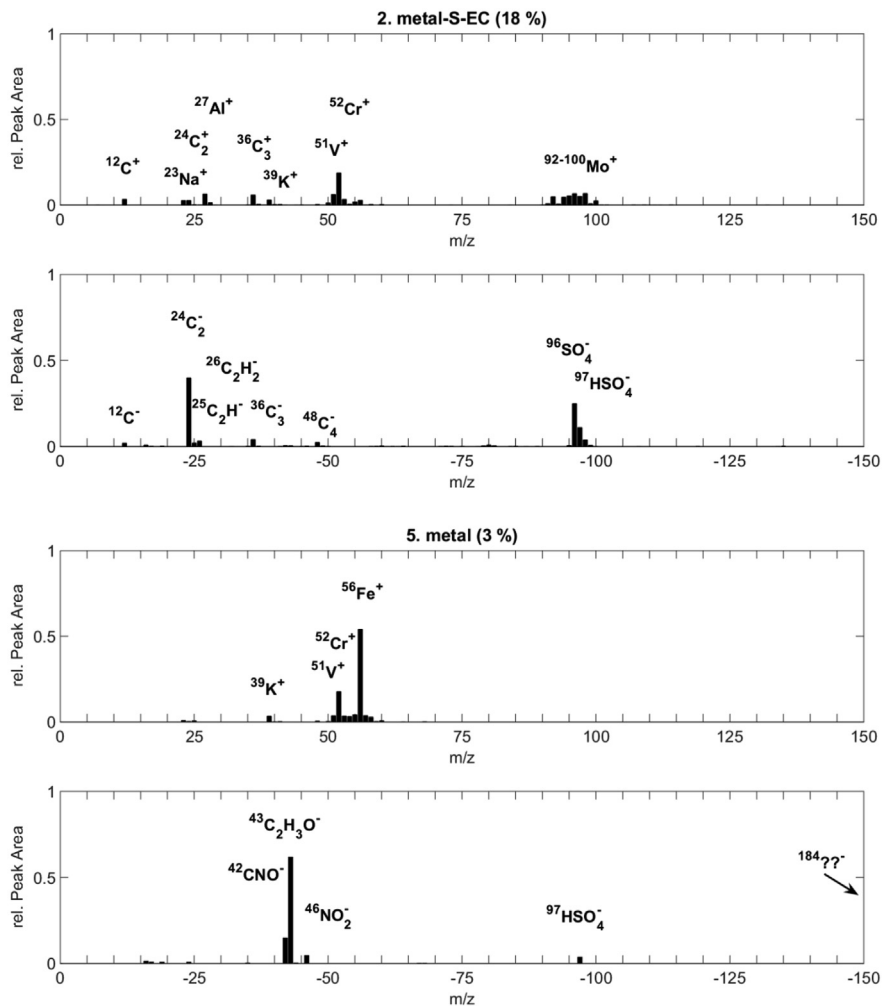 2. metal-S-EC (18 %)
rel. Peak Area
1
0.5
0
¹²C⁺
²³Na⁺
²⁴C₂⁺
²⁷Al⁺
³⁶C₃⁺
³⁹K⁺
⁵¹V⁺
⁵²Cr⁺
⁹²⁻¹⁰⁰Mo⁺
0 25 50 75 100 125 150
m/z
rel. Peak Area
1
0.5
0
¹²C⁻
²⁴C₂⁻
²⁶C₂H₂⁻
²⁵C₂H⁻
³⁶C₃⁻
⁴⁸C₄⁻
⁹⁶SO₄⁻
⁹⁷HSO₄⁻
0 -25 -50 -75 -100 -125 -150
m/z
5. metal (3 %)
rel. Peak Area
1
0.5
0
³⁹K⁺
⁵¹V⁺
⁵²Cr⁺
⁵⁶Fe⁺
0 25 50 75 100 125 150
m/z
rel. Peak Area
1
0.5
0
⁴³C₂H₃O⁻
⁴²CNO⁻
⁴⁶NO₂⁻
⁹⁷HSO₄⁻
¹⁸⁴??⁻
0 -25 -50 -75 -100 -125 -150
m/z